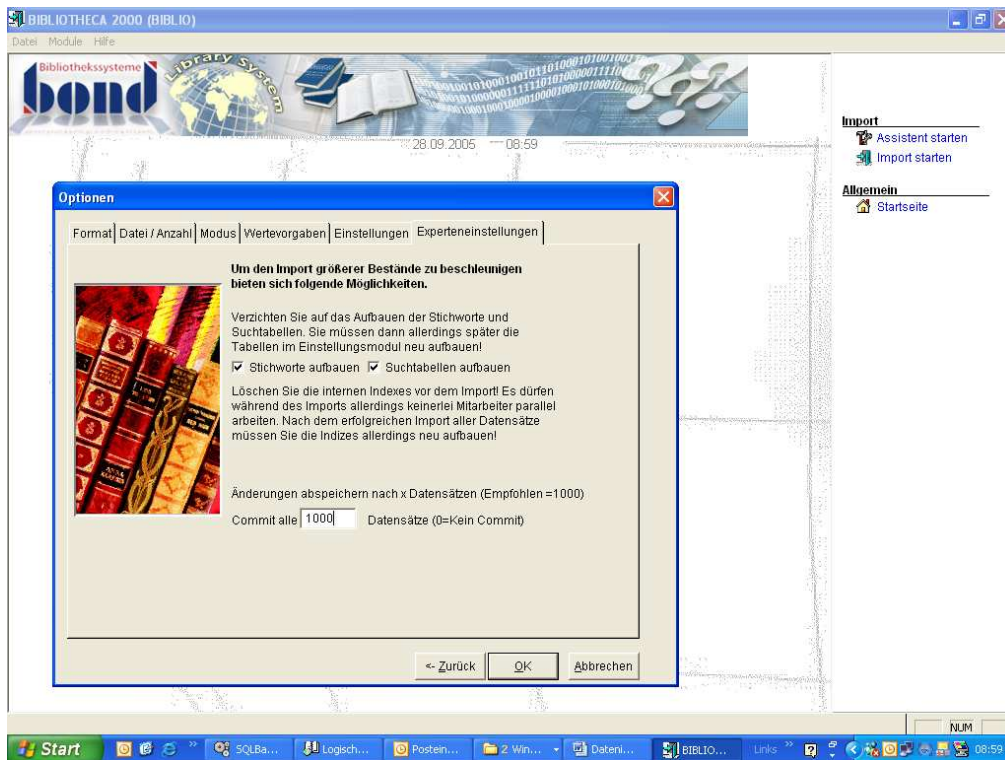 BIBLIOTHECA 2000 (BIBLIO)
Datei Module Hilfe
Bibliothekssysteme
bond
Library System
28.09.2005 08:59
Import
Assistent starten
Import starten
Allgemein
Startseite
Optionen
Format Datei / Anzahl Modus Wertevorgaben Einstellungen Experteneinstellungen
Um den Import größerer Bestände zu beschleunigen
bieten sich folgende Möglichkeiten.
Verzichten Sie auf das Aufbauen der Stichworte und
Suchtabellen. Sie müssen dann allerdings später die
Tabellen im Einstellungsmodul neu aufbauen!
Stichworte aufbauen Suchtabellen aufbauen
Löschen Sie die internen Indexes vor dem Import! Es dürfen
während des Imports allerdings keinerlei Mitarbeiter parallel
arbeiten. Nach dem erfolgreichen Import aller Datensätze
müssen Sie die Indizes allerdings neu aufbauen!
Änderungen abspeichern nach x Datensätzen (Empfohlen =1000)
Commit alle 1000 Datensätze (0=Kein Commit)
<- Zurück OK Abbrechen
NUM
Start SQLBa... Logisch... Postein... 2 Win... Dateni... BIBLIO... Links » 08:59